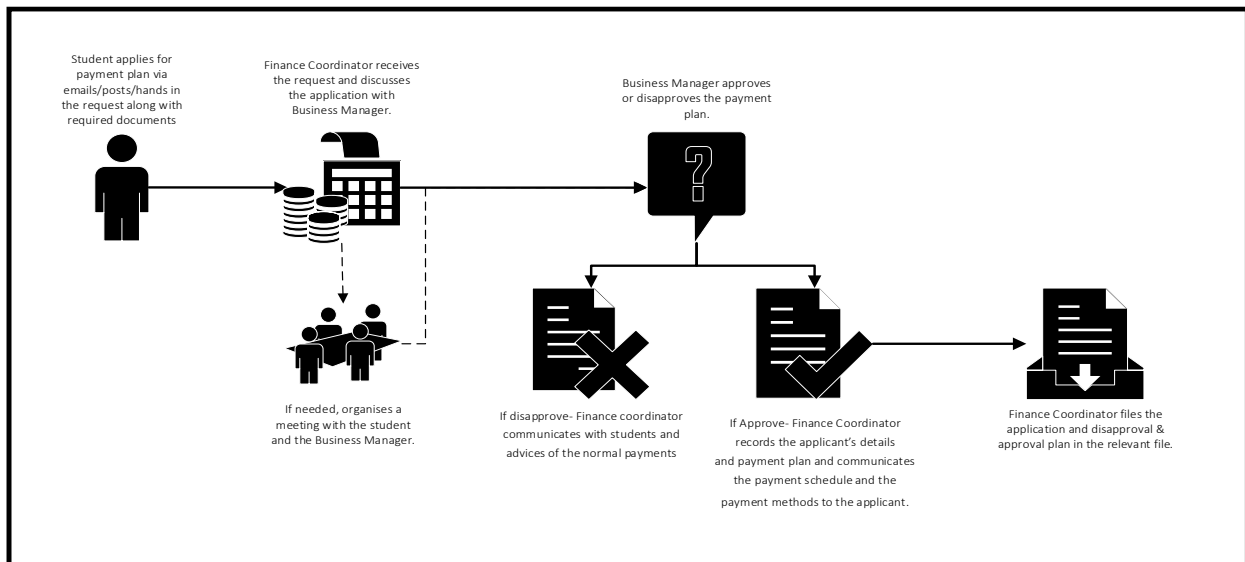 Student applies for
payment plan via
emails/posts/hands in
the request along with
required documents
Finance Coordinator receives
the request and discusses
the application with
Business Manager.
Business Manager approves
or disapproves the payment
plan.
?
If needed, organises a
meeting with the student
and the Business Manager.
If disapprove- Finance coordinator
communicates with students and
advices of the normal payments
If Approve- Finance Coordinator
records the applicant's details
and payment plan and communicates
the payment schedule and the
payment methods to the applicant.
Finance Coordinator files the
application and disapproval &
approval plan in the relevant file.